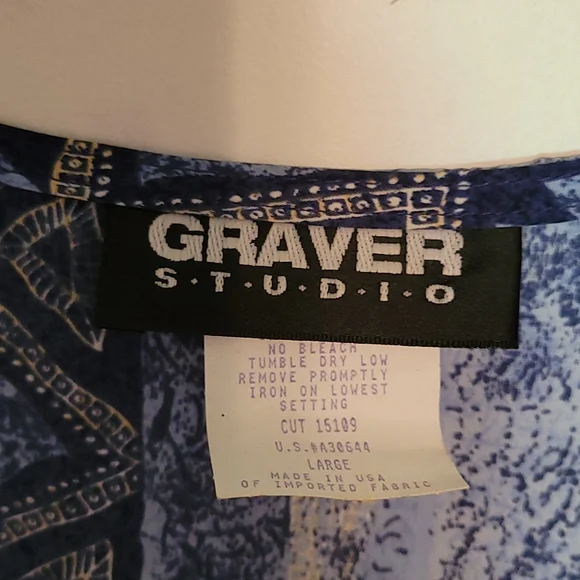 GRAVER
S·T·U·D·I·O
NO BLEACH
TUMBLE DRY LOW
REMOVE PROMPTLY
IRON ON LOWEST
SETTING
CUT 15109
U.S.#A30644
LARGE
MADE IN USA
OF IMPORTED FABRIC